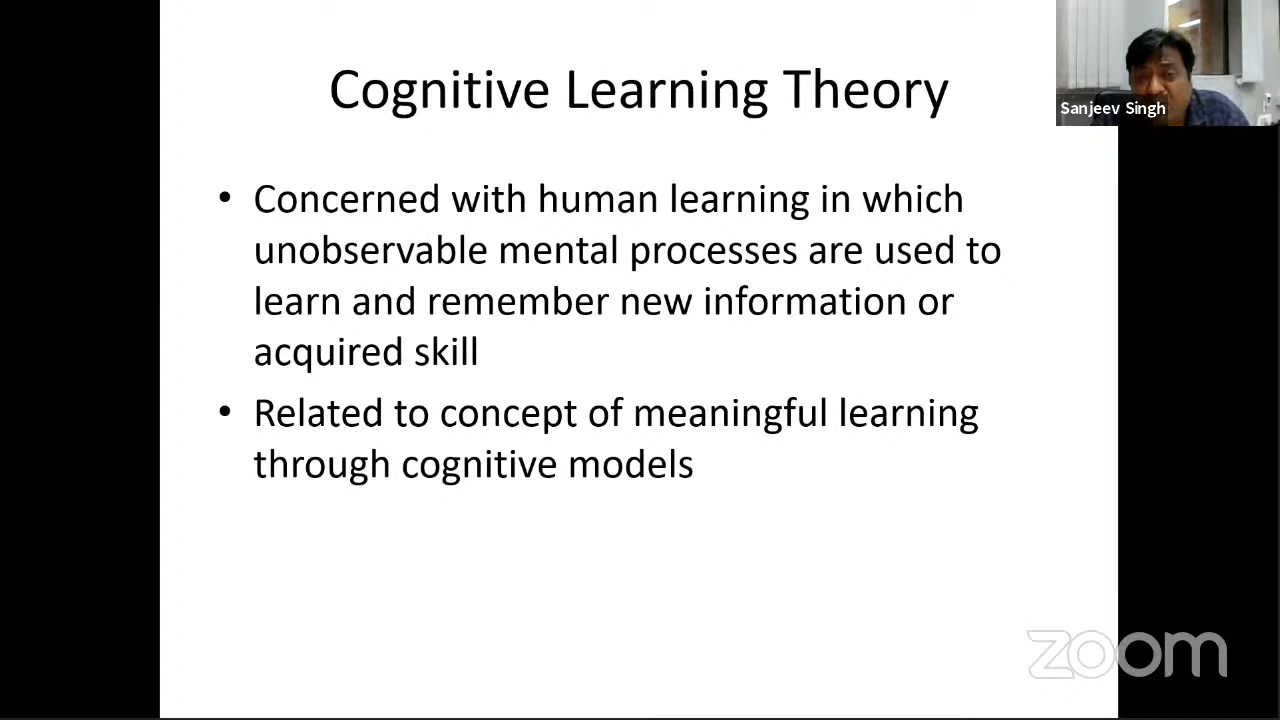 Cognitive Learning Theory
Sanjeev Singh
• Concerned with human learning in which
unobservable mental processes are used to
learn and remember new information or
acquired skill
• Related to concept of meaningful learning
through cognitive models
zoom